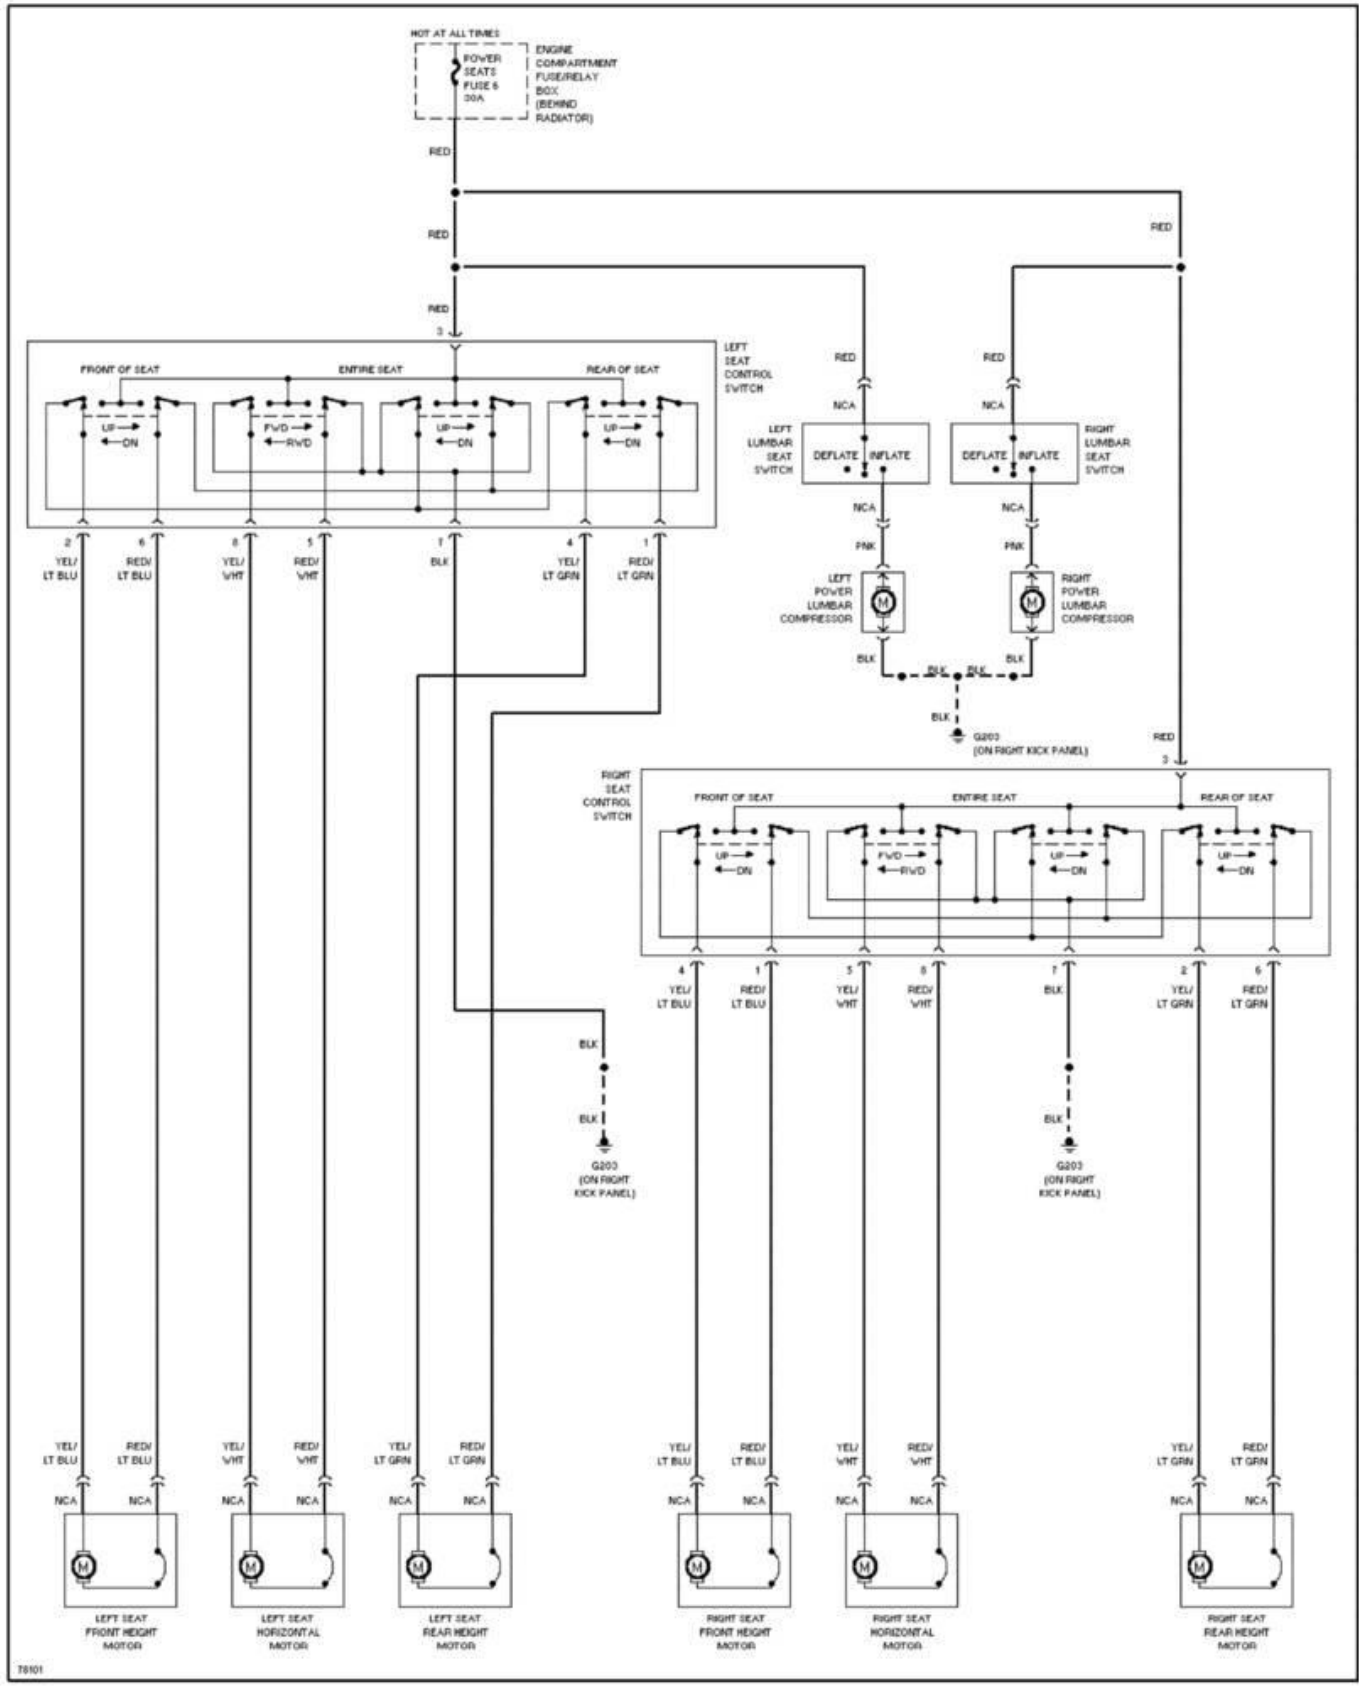 HOT AT ALL TIMES
POWER
SEATS
FUSE 6
30A
ENGINE
COMPARTMENT
FUSE/RELAY
BOX
(BEHIND
RADIATOR)
RED
RED
RED
RED
3
LEFT
SEAT
CONTROL
SWITCH
FRONT OF SEAT
ENTIRE SEAT
REAR OF SEAT
UP
DN
FWD
RWD
UP
DN
UP
DN
2
6
8
5
7
4
1
YEL/
LT BLU
RED/
LT BLU
YEL/
WHT
RED/
WHT
BLK
YEL/
LT GRN
RED/
LT GRN
RED
RED
NCA
NCA
LEFT
LUMBAR
SEAT
SWITCH
DEFLATE
INFLATE
DEFLATE
INFLATE
RIGHT
LUMBAR
SEAT
SWITCH
NCA
NCA
PNK
PNK
LEFT
POWER
LUMBAR
COMPRESSOR
M
M
RIGHT
POWER
LUMBAR
COMPRESSOR
BLK
BLK
BLK
BLK
BLK
G203
(ON RIGHT KICK PANEL)
RED
3
RIGHT
SEAT
CONTROL
SWITCH
FRONT OF SEAT
ENTIRE SEAT
REAR OF SEAT
UP
DN
FWD
RWD
UP
DN
UP
DN
4
1
5
8
7
2
6
YEL/
LT BLU
RED/
LT BLU
YEL/
WHT
RED/
WHT
BLK
YEL/
LT GRN
RED/
LT GRN
BLK
BLK
G203
(ON RIGHT
KICK PANEL)
BLK
G203
(ON RIGHT
KICK PANEL)
YEL/
LT BLU
RED/
LT BLU
YEL/
WHT
RED/
WHT
YEL/
LT GRN
RED/
LT GRN
YEL/
LT BLU
RED/
LT BLU
YEL/
WHT
RED/
WHT
YEL/
LT GRN
RED/
LT GRN
NCA
NCA
NCA
NCA
NCA
NCA
NCA
NCA
NCA
NCA
NCA
NCA
M
M
M
M
M
M
LEFT SEAT
FRONT HEIGHT
MOTOR
LEFT SEAT
HORIZONTAL
MOTOR
LEFT SEAT
REAR HEIGHT
MOTOR
RIGHT SEAT
FRONT HEIGHT
MOTOR
RIGHT SEAT
HORIZONTAL
MOTOR
RIGHT SEAT
REAR HEIGHT
MOTOR
78101